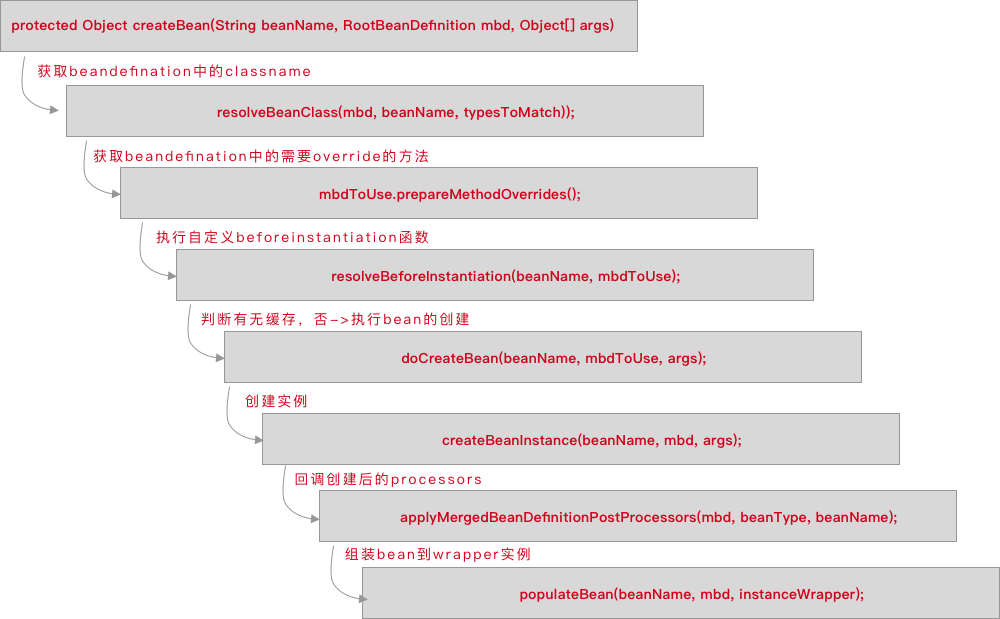 protected Object createBean(String beanName, RootBeanDefinition mbd, Object[] args)
获取beandefination中的classname
resolveBeanClass(mbd, beanName, typesToMatch));
获取beandefination中的需要override的方法
mbdToUse.prepareMethodOverrides();
执行自定义beforeinstantiation函数
resolveBeforeInstantiation(beanName, mbdToUse);
判断有无缓存，否->执行bean的创建
doCreateBean(beanName, mbdToUse, args);
创建实例
createBeanInstance(beanName, mbd, args);
回调创建后的processors
applyMergedBeanDefinitionPostProcessors(mbd, beanType, beanName);
组装bean到wrapper实例
populateBean(beanName, mbd, instanceWrapper);